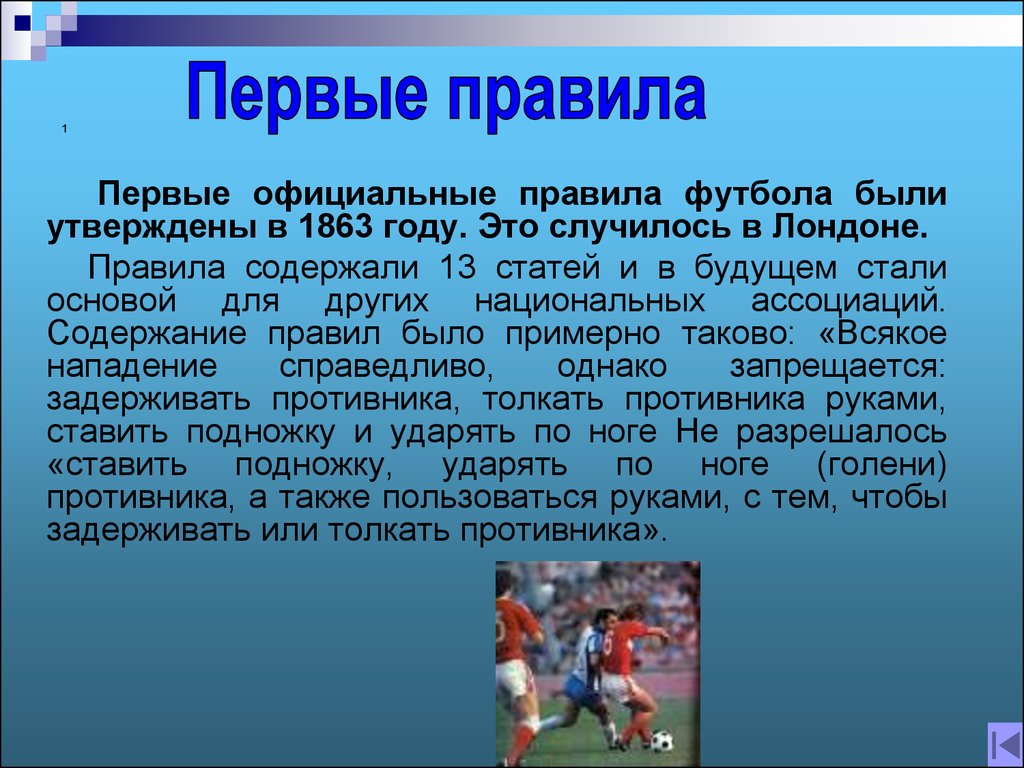 Первые правила
1
Первые официальные правила футбола были
утверждены в 1863 году. Это случилось в Лондоне.
Правила содержали 13 статей и в будущем стали
основой для других национальных ассоциаций.
Содержание правил было примерно таково: «Всякое
нападение справедливо, однако запрещается:
задерживать противника, толкать противника руками,
ставить подножку и ударять по ноге Не разрешалось
«ставить подножку, ударять по ноге (голени)
противника, а также пользоваться руками, с тем, чтобы
задерживать или толкать противника».
6